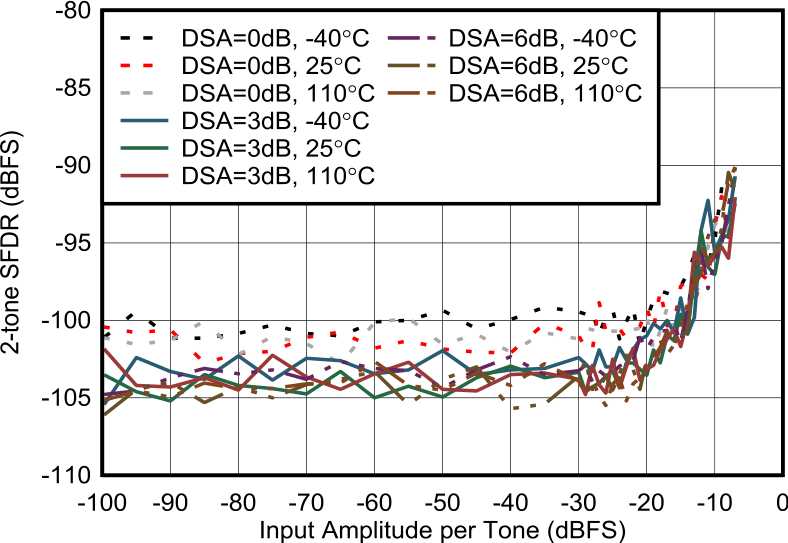 -80
-85
-90
-95
-100
-105
-110
2-tone SFDR (dBFS)
DSA=0dB, -40°C
DSA=0dB, 25°C
DSA=0dB, 110°C
DSA=3dB, -40°C
DSA=3dB, 25°C
DSA=3dB, 110°C
DSA=6dB, -40°C
DSA=6dB, 25°C
DSA=6dB, 110°C
-100 -90 -80 -70 -60 -50 -40 -30 -20 -10 0
Input Amplitude per Tone (dBFS)